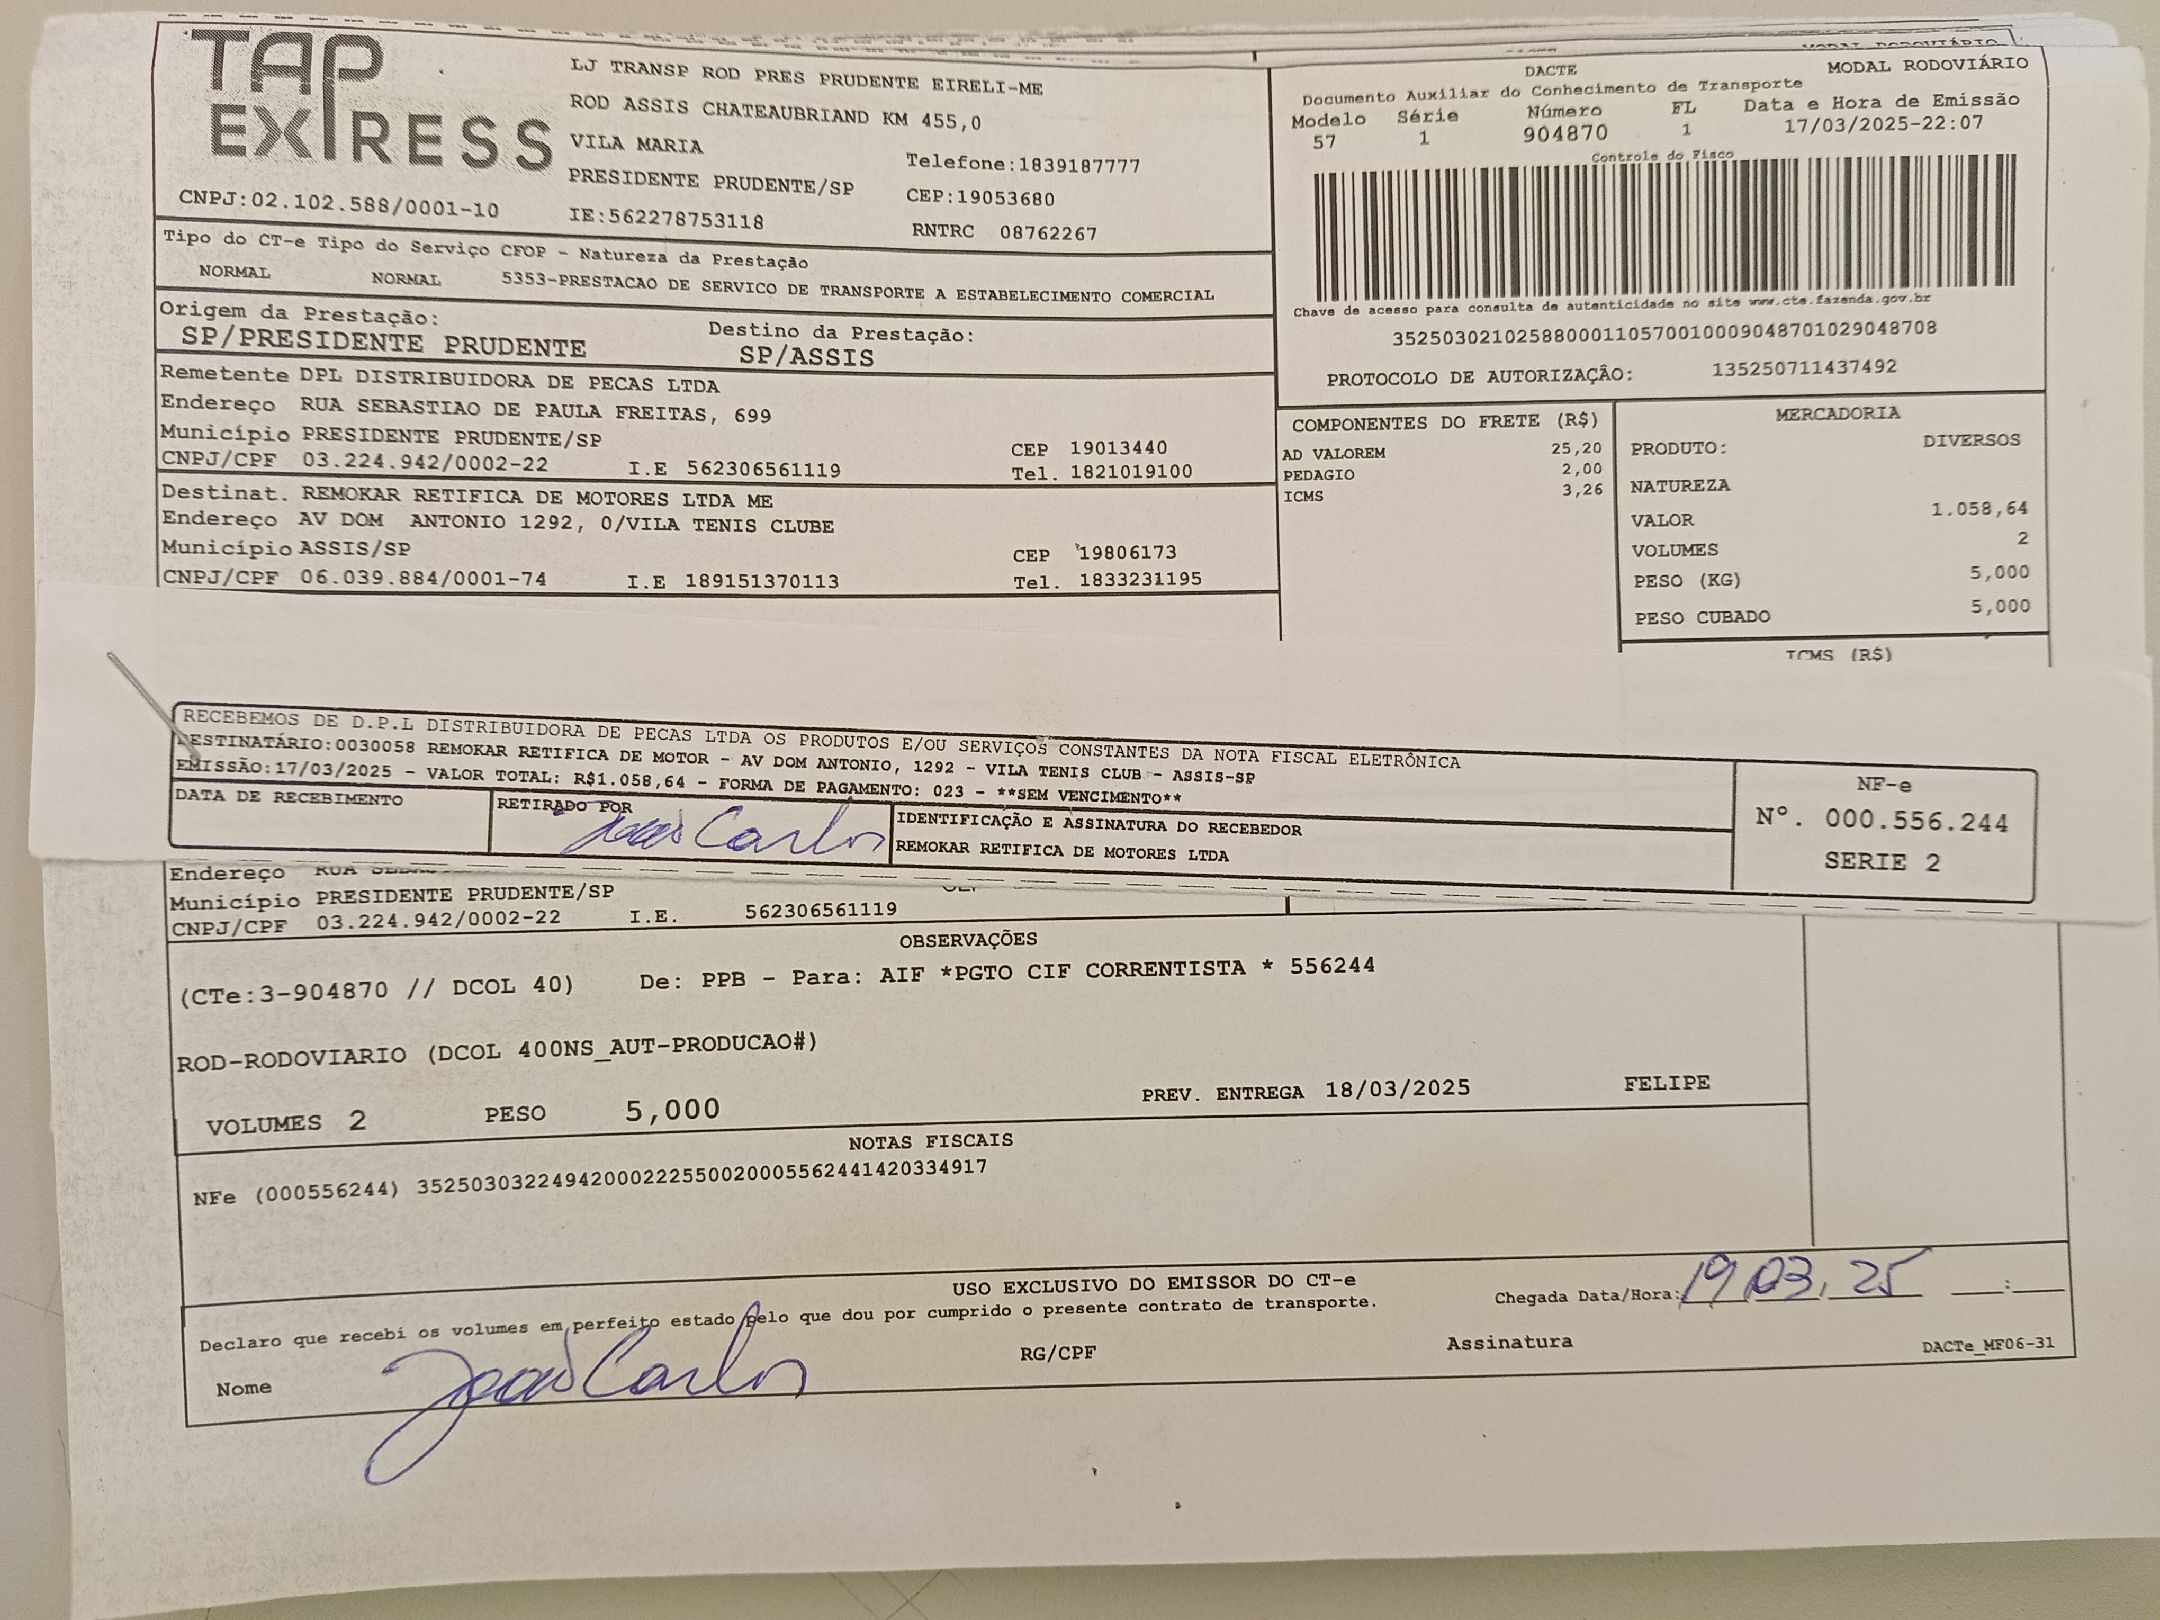 TAP EXPRESS
LJ TRANSP ROD PRES PRUDENTE EIRELI-ME
ROD ASSIS CHATEAUBRIAND KM 455,0
VILA MARIA
Telefone:1839187777
PRESIDENTE PRUDENTE/SP
CEP:19053680
CNPJ:02.102.588/0001-10
IE:562278753118
RNTRC 08762267
MODAL RODOVIÁRIO
DACTE
MODAL RODOVIÁRIO
Documento Auxiliar do Conhecimento de Transporte
Modelo Série Número FL Data e Hora de Emissão
57 1 904870 1 17/03/2025-22:07
Controle do Fisco
Chave de acesso para consulta de autenticidade no site www.cte.fazenda.gov.br
35250302102588000110570010009048701029048708
PROTOCOLO DE AUTORIZAÇÃO: 135250711437492
Tipo do CT-e Tipo do Serviço CFOP - Natureza da Prestação
NORMAL NORMAL 5353-PRESTACAO DE SERVICO DE TRANSPORTE A ESTABELECIMENTO COMERCIAL
Origem da Prestação: Destino da Prestação:
SP/PRESIDENTE PRUDENTE SP/ASSIS
Remetente DPL DISTRIBUIDORA DE PECAS LTDA
Endereço RUA SEBASTIAO DE PAULA FREITAS, 699
Município PRESIDENTE PRUDENTE/SP CEP 19013440
CNPJ/CPF 03.224.942/0002-22 I.E 562306561119 Tel. 1821019100
Destinat. REMOKAR RETIFICA DE MOTORES LTDA ME
Endereço AV DOM ANTONIO 1292, 0/VILA TENIS CLUBE
Município ASSIS/SP CEP 19806173
CNPJ/CPF 06.039.884/0001-74 I.E 189151370113 Tel. 1833231195
COMPONENTES DO FRETE (R$)
AD VALOREM 25,20
PEDAGIO 2,00
ICMS 3,26
MERCADORIA
PRODUTO: DIVERSOS
NATUREZA
VALOR 1.058,64
VOLUMES 2
PESO (KG) 5,000
PESO CUBADO 5,000
ICMS (R$)
RECEBEMOS DE D.P.L DISTRIBUIDORA DE PECAS LTDA OS PRODUTOS E/OU SERVIÇOS CONSTANTES DA NOTA FISCAL ELETRÔNICA
DESTINATÁRIO:0030058 REMOKAR RETIFICA DE MOTOR - AV DOM ANTONIO, 1292 - VILA TENIS CLUB - ASSIS-SP
EMISSÃO:17/03/2025 - VALOR TOTAL: R$1.058,64 - FORMA DE PAGAMENTO: 023 - **SEM VENCIMENTO**
DATA DE RECEBIMENTO
RETIRADO POR
João Carlos
IDENTIFICAÇÃO E ASSINATURA DO RECEBEDOR
REMOKAR RETIFICA DE MOTORES LTDA
NF-e
Nº. 000.556.244
SERIE 2
Endereço RUA
Município PRESIDENTE PRUDENTE/SP
CNPJ/CPF 03.224.942/0002-22 I.E. 562306561119
OBSERVAÇÕES
(CTe:3-904870 // DCOL 40) De: PPB - Para: AIF *PGTO CIF CORRENTISTA * 556244
ROD-RODOVIARIO (DCOL 400NS_AUT-PRODUCAO#)
VOLUMES 2 PESO 5,000 PREV. ENTREGA 18/03/2025 FELIPE
NOTAS FISCAIS
NFe (000556244) 35250303224942000222550020005562441420334917
USO EXCLUSIVO DO EMISSOR DO CT-e
Declaro que recebi os volumes em perfeito estado pelo que dou por cumprido o presente contrato de transporte.
Chegada Data/Hora: 19,03,25 :
Nome João Carlos RG/CPF Assinatura
DACTe_MF06-31